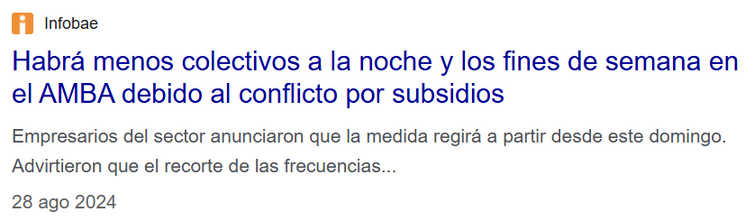 Infobae
Habrá menos colectivos a la noche y los fines de semana en
el AMBA debido al conflicto por subsidios
Empresarios del sector anunciaron que la medida regirá a partir desde este domingo.
Advirtieron que el recorte de las frecuencias...
28 ago 2024